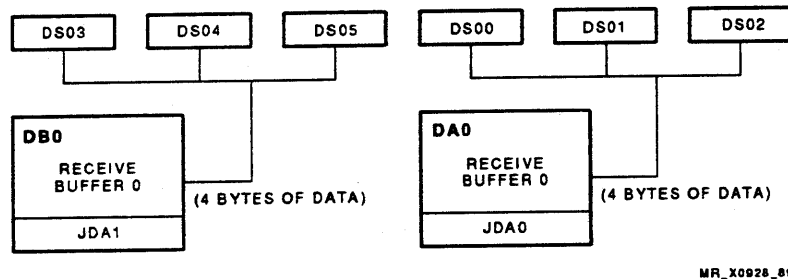 DS03 DS04 DS05 DS00 DS01 DS02
DB0
RECEIVE
BUFFER 0
(4 BYTES OF DATA)
JDA1
DA0
RECEIVE
BUFFER 0
(4 BYTES OF DATA)
JDA0